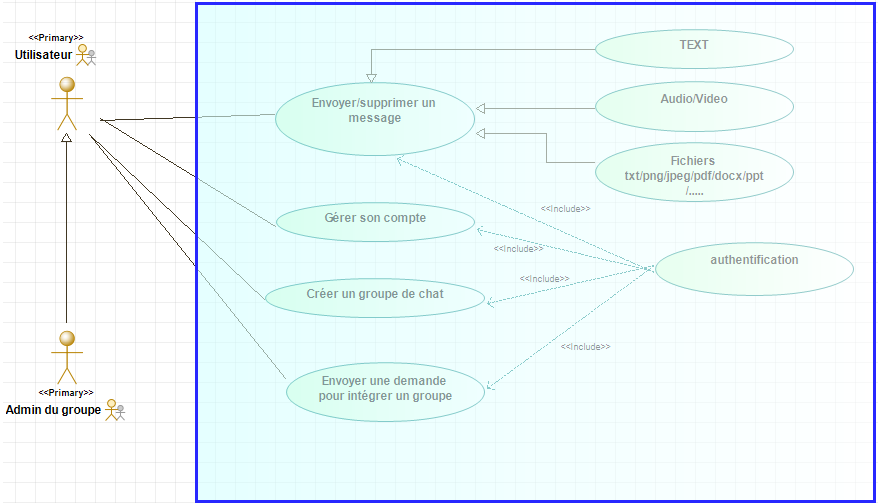 <<Primary>>
Utilisateur
TEXT
Envoyer/supprimer un
message
Audio/Video
Fichiers
txt/png/jpeg/pdf/docx/ppt
/.....
<<Include>>
Gérer son compte
<<Include>>
authentification
<<Include>>
Créer un groupe de chat
<<Include>>
Envoyer une demande
pour intégrer un groupe
<<Primary>>
Admin du groupe